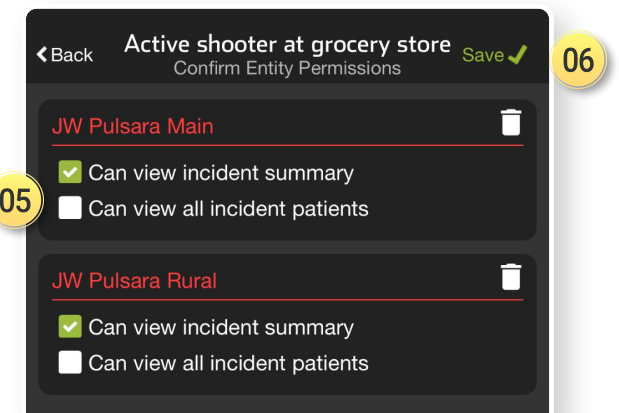 Back
Active shooter at grocery store
Save
06
Confirm Entity Permissions
JW Pulsara Main
Can view incident summary
05
Can view all incident patients
JW Pulsara Rural
Can view incident summary
Can view all incident patients